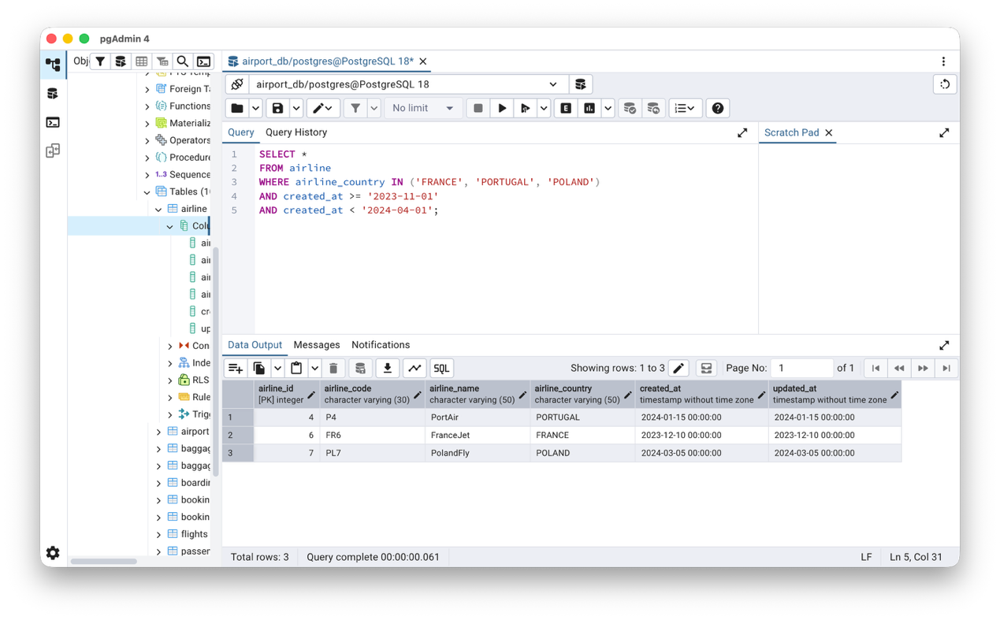 pgAdmin 4
Obj
airport_db/postgres@PostgreSQL 18*
airport_db/postgres@PostgreSQL 18
No limit
E
Query
Query History
Scratch Pad
1 SELECT *
2 FROM airline
3 WHERE airline_country IN ('FRANCE', 'PORTUGAL', 'POLAND')
4 AND created_at >= '2023-11-01'
5 AND created_at < '2024-04-01';
Foreign Ta
Functions
Materializ
Operators
Procedure
1..3 Sequence
Tables (1
airline
Colu
air
air
air
air
cr
up
Con
Inde
RLS
Rule
Trig
airport
baggag
baggag
boardin
bookin
bookin
flights
passen
Data Output
Messages
Notifications
SQL
Showing rows: 1 to 3
Page No: 1 of 1
airline_id airline_code airline_name airline_country created_at updated_at
[PK] integer character varying (30) character varying (50) character varying (50) timestamp without time zone timestamp without time zone
1 4 P4 PortAir PORTUGAL 2024-01-15 00:00:00 2024-01-15 00:00:00
2 6 FR6 FranceJet FRANCE 2023-12-10 00:00:00 2023-12-10 00:00:00
3 7 PL7 PolandFly POLAND 2024-03-05 00:00:00 2024-03-05 00:00:00
Total rows: 3
Query complete 00:00:00.061
LF
Ln 5, Col 31